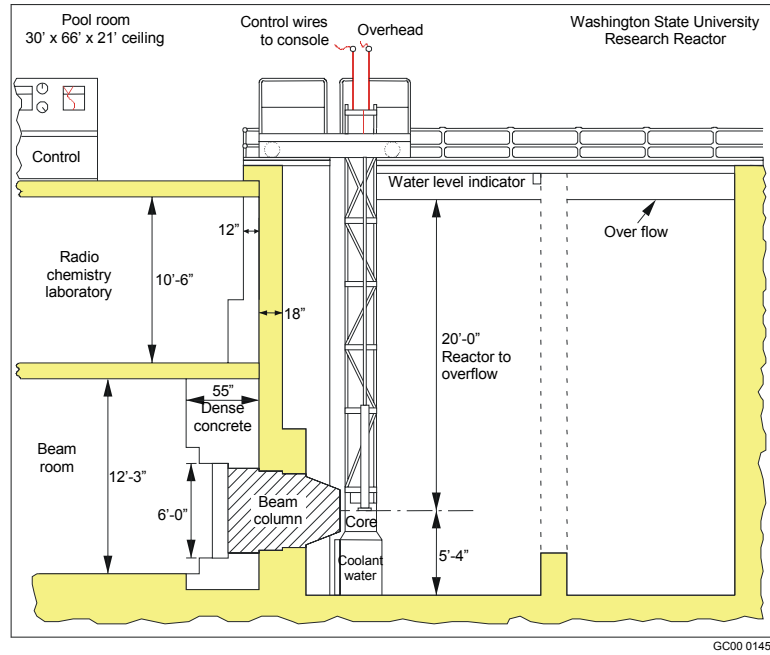 Pool room
30’ x 66’ x 21’ ceiling
Control wires
to console
Overhead
Washington State University
Research Reactor
Control
Water level indicator
Over flow
12”
Radio
chemistry
laboratory
10’-6”
18”
20’-0”
Reactor to
overflow
55”
Dense
concrete
Beam
room
12’-3”
6’-0”
Beam
column
Core
5’-4”
Coolant
water
GC00 0145